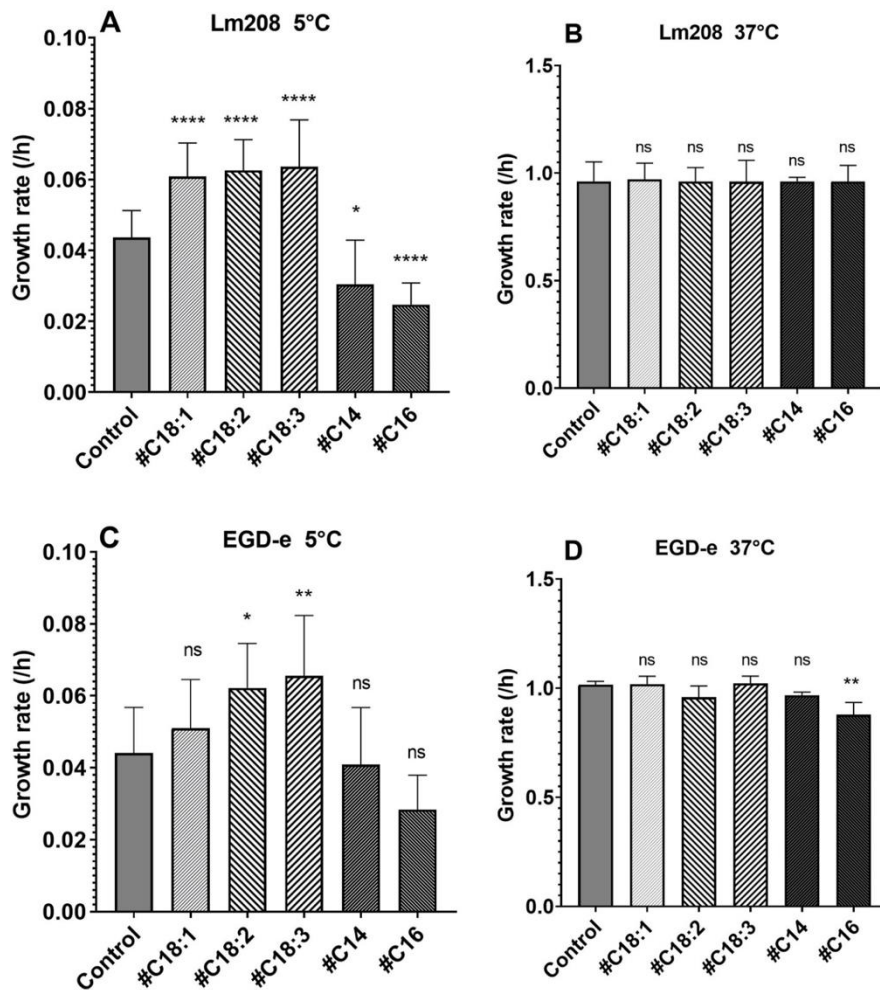 A
Lm208 5°C
Growth rate (/h)
0.10
0.08
0.06
0.04
0.02
0.00
****
****
****
*
****
Control
#C18:1
#C18:2
#C18:3
#C14
#C16
B
Lm208 37°C
Growth rate (/h)
1.5
1.0
0.5
0.0
ns
ns
ns
ns
ns
Control
#C18:1
#C18:2
#C18:3
#C14
#C16
C
EGD-e 5°C
Growth rate (/h)
0.10
0.08
0.06
0.04
0.02
0.00
ns
*
**
ns
ns
Control
#C18:1
#C18:2
#C18:3
#C14
#C16
D
EGD-e 37°C
Growth rate (/h)
1.5
1.0
0.5
0.0
ns
ns
ns
ns
**
Control
#C18:1
#C18:2
#C18:3
#C14
#C16